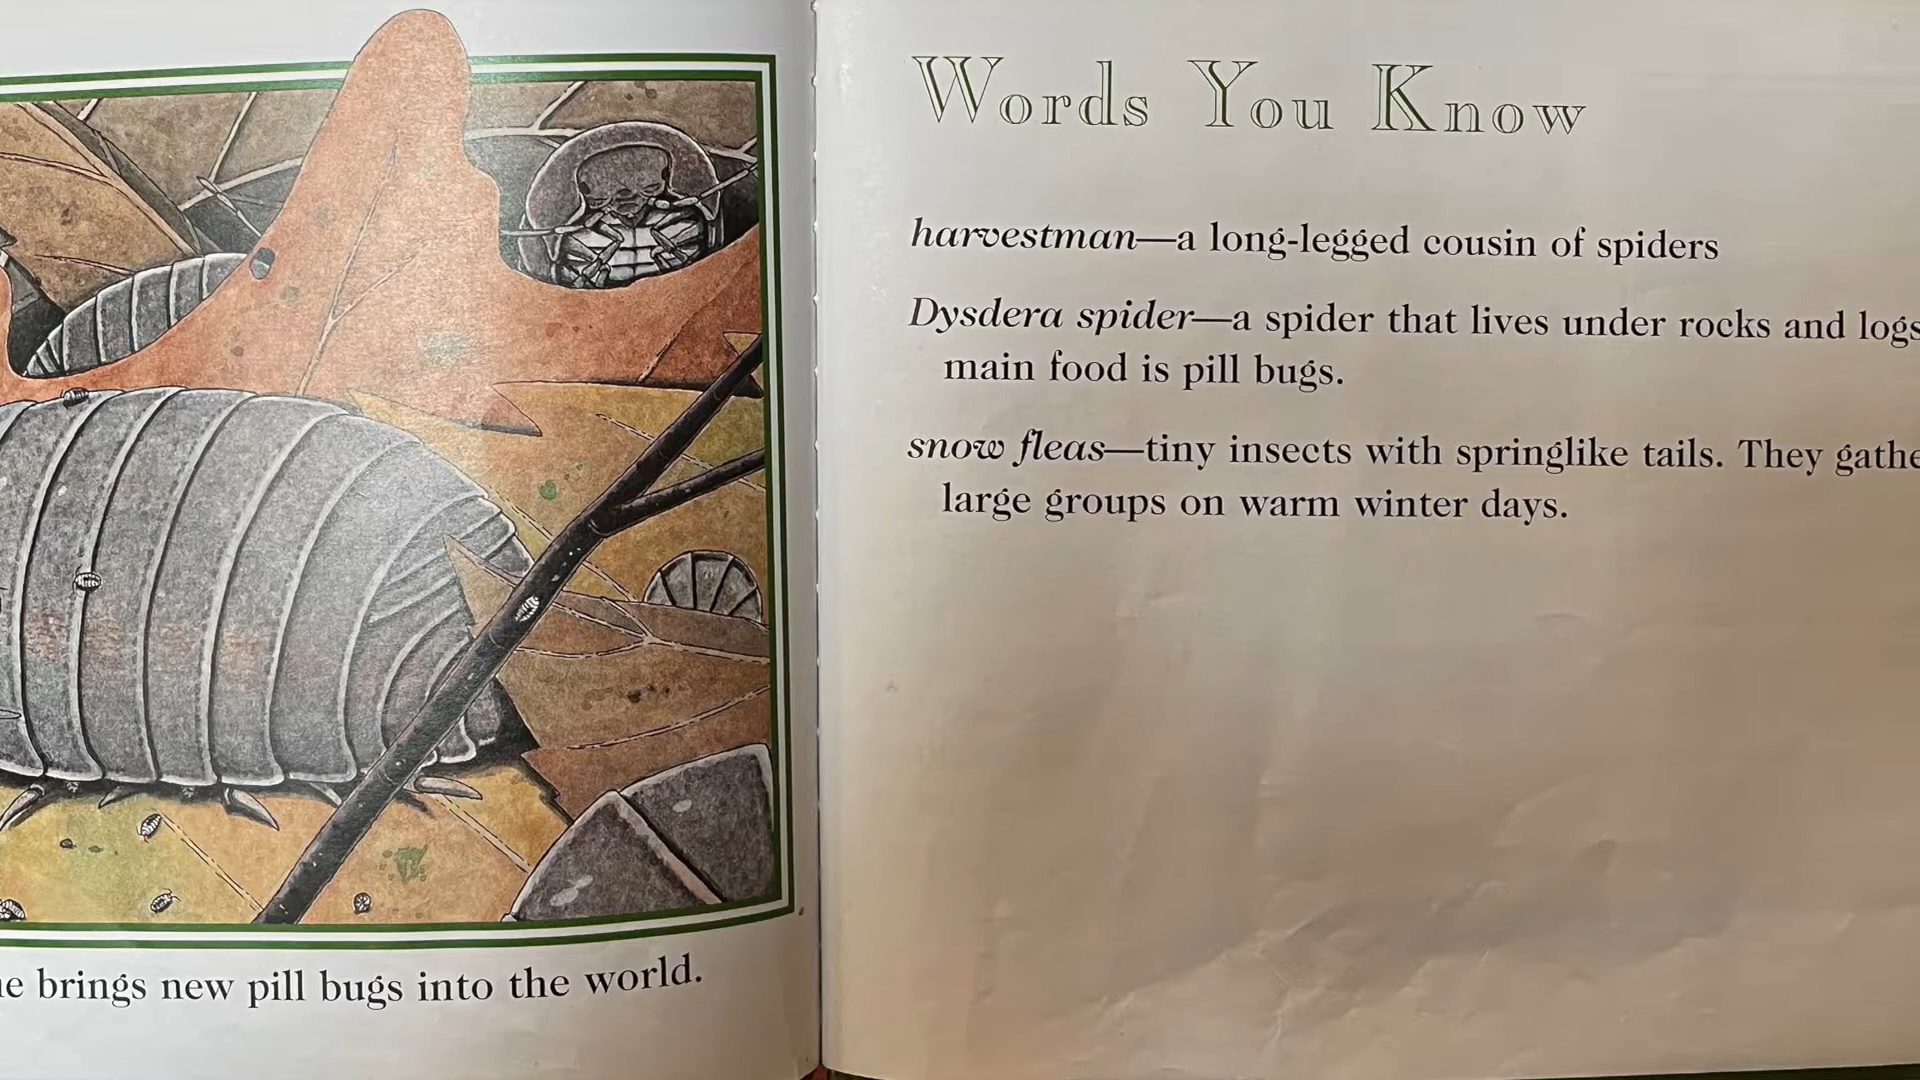 brings new pill bugs into the world.
Words You Know
harvestman—a long-legged cousin of spiders
Dysdera spider—a spider that lives under rocks and logs
main food is pill bugs.
snow fleas—tiny insects with springlike tails. They
large groups on warm winter days.